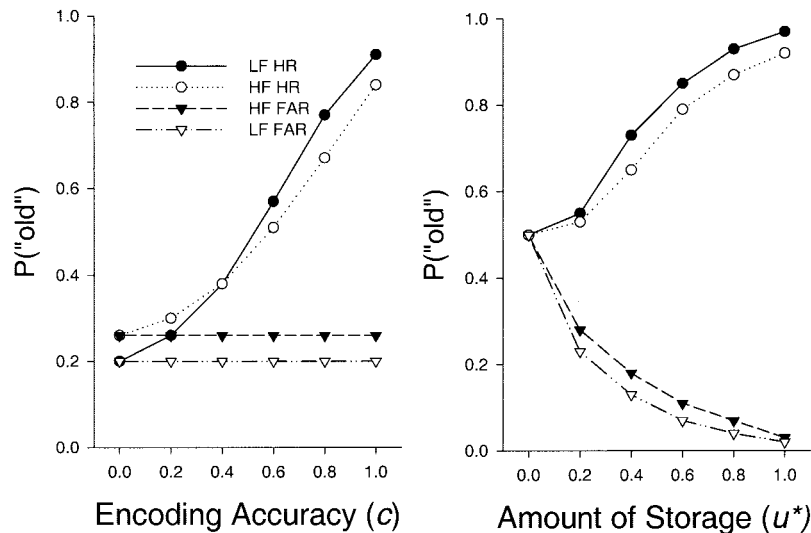 P("old")
1.0
0.8
0.6
0.4
0.2
0.0
LF HR
HF HR
HF FAR
LF FAR
0.0 0.2 0.4 0.6 0.8 1.0
Encoding Accuracy (c)
P("old")
1.0
0.8
0.6
0.4
0.2
0.0
0.0 0.2 0.4 0.6 0.8 1.0
Amount of Storage (u*)